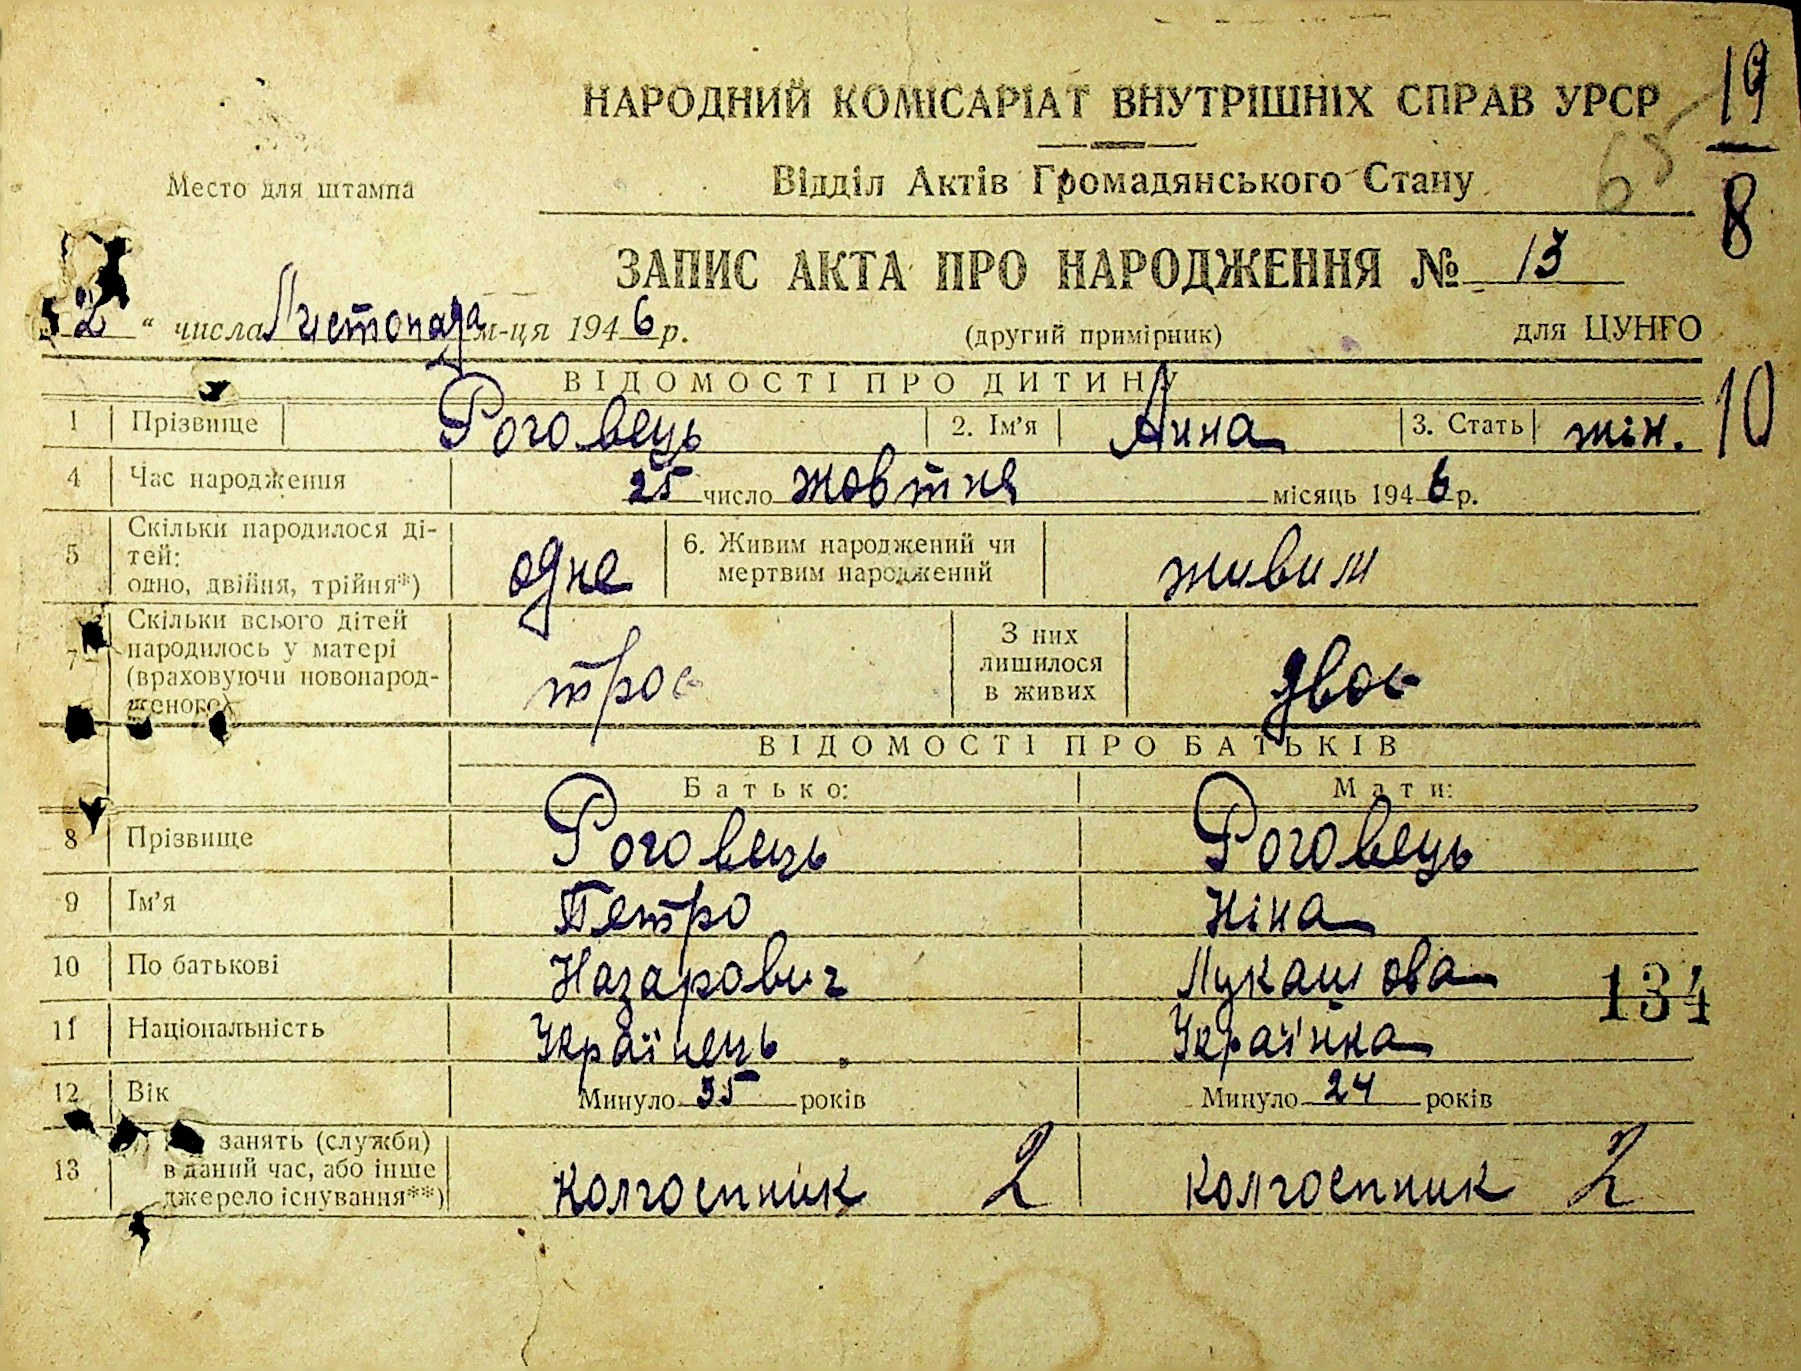 НАРОДНИЙ КОМІСАРІАТ ВНУТРІШНІХ СПРАВ УРСР
19
65
Место для штампа
Відділ Актів Громадянського Стану
8
ЗАПИС АКТА ПРО НАРОДЖЕННЯ № 13
2 “ числа Листопада м-ця 1946 р.
(другий примірник)
для ЦУНГО
ВІДОМОСТІ ПРО ДИТИНУ
10
1 Прізвище Роговець 2. Ім’я Анна 3. Стать жін.
4 Час народження 25 число жовтня місяць 1946 р.
5 Скільки народилося ді-
тей:
одно, двійня, трійня*) одне
6. Живим народжений чи
мертвим народжений живим
7 Скільки всього дітей
народилось у матері
(враховуючи новонарод-
женого) троє
З них
лишилося
в живих двоє
ВІДОМОСТІ ПРО БАТЬКІВ
Батько: Мати:
8 Прізвище Роговець Роговець
9 Ім’я Петро Ніна
10 По батькові Назарович Лукашова
134
11 Національність Українець Українка
12 Вік Минуло 35 років Минуло 24 років
13 занять (служби)
в даний час, або інше
джерело існування**) колгоспник 2 колгоспник 2